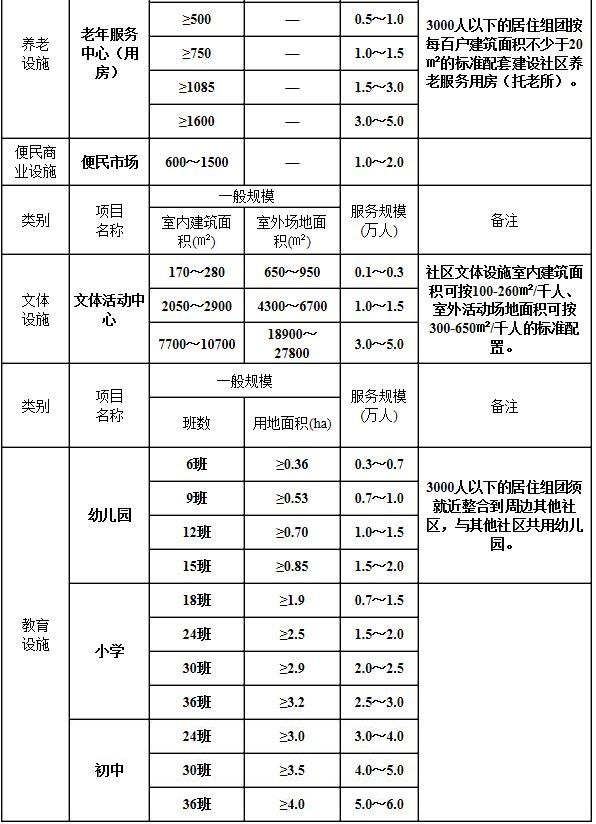 养老
设施
老年服务
中心（用
房）
≥500 — 0.5～1.0
≥750 — 1.0～1.5
≥1085 — 1.5～3.0
≥1600 — 3.0～5.0
3000人以下的居住组团按
每百户建筑面积不少于20
㎡的标准配套建设社区养
老服务用房（托老所）。
便民商
业设施
便民市场
600～1500 — 1.0～2.0
类别
项目
名称
一般规模
室内建筑面
积(㎡)
室外场地面
积(㎡)
服务规模
(万人)
备注
文体
设施
文体活动中
心
170～280 650～950 0.1～0.3
2050～2900 4300～6700 1.0～1.5
7700～10700 18900～
27800
3.0～5.0
社区文体设施室内建筑面
积可按100-260㎡/千人、
室外活动场地面积可按
300-650㎡/千人的标准配
置。
类别
项目
名称
一般规模
班数 用地面积(ha)
服务规模
(万人)
备注
教育
设施
幼儿园
6班 ≥0.36 0.3～0.7
9班 ≥0.53 0.7～1.0
12班 ≥0.70 1.0～1.5
15班 ≥0.85 1.5～2.0
3000人以下的居住组团须
就近整合到周边其他社
区，与其他社区共用幼儿
园。
小学
18班 ≥1.9 0.7～1.5
24班 ≥2.5 1.5～2.0
30班 ≥2.9 2.0～2.5
36班 ≥3.2 2.5～3.0
初中
24班 ≥3.0 3.0～4.0
30班 ≥3.5 4.0～5.0
36班 ≥4.0 5.0～6.0